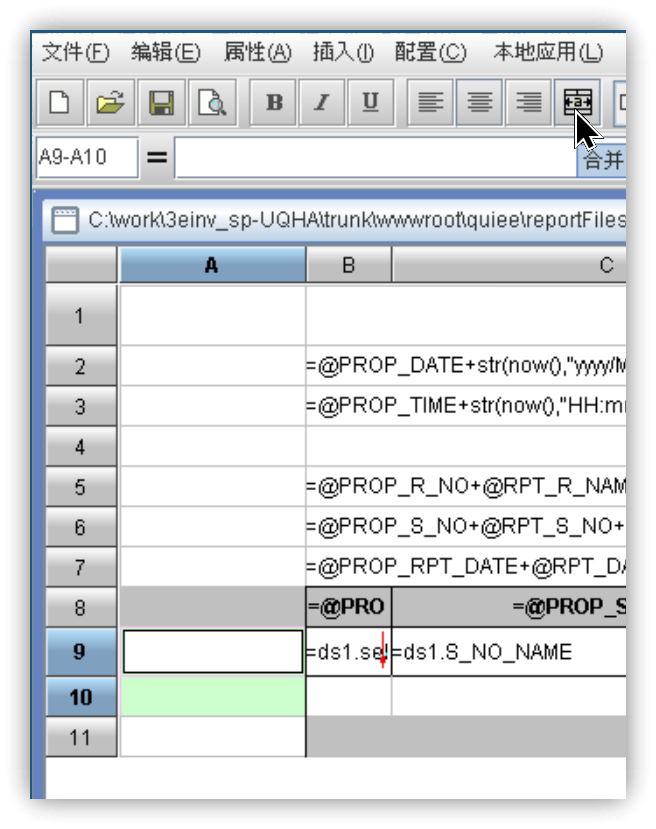 文件(F) 编辑(E) 属性(A) 插入(I) 配置(C) 本地应用(L)
B I U a
A9-A10 = 合并
C:\work\3einv_sp-UQHA\trunk\wwwroot\quiee\reportFiles
A B C
1
2 =@PROP_DATE+str(now(),"yyyy/M
3 =@PROP_TIME+str(now(),"HH:m
4
5 =@PROP_R_NO+@RPT_R_NAM
6 =@PROP_S_NO+@RPT_S_NO+
7 =@PROP_RPT_DATE+@RPT_DA
8 =@PRO =@PROP_S
9 =ds1.se =ds1.S_NO_NAME
10
11